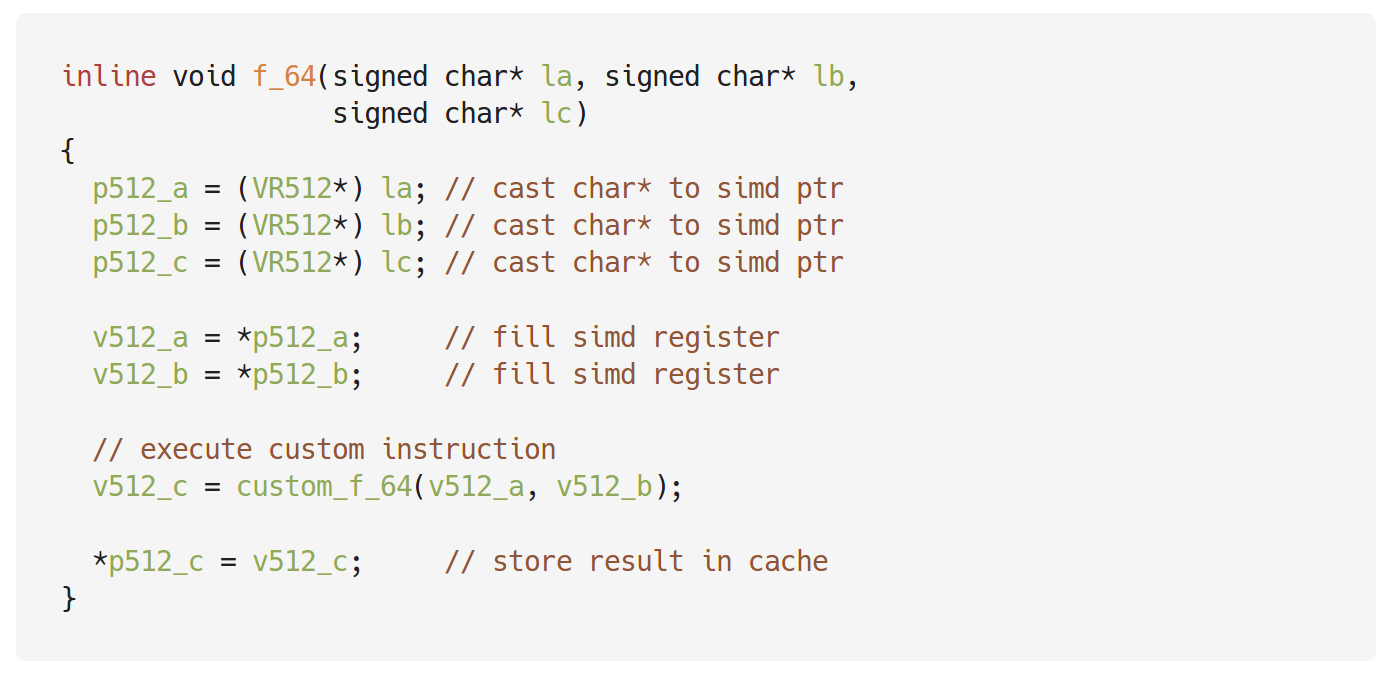 inline void f_64(signed char* la, signed char* lb,
                 signed char* lc)
{
  p512_a = (VR512*) la; // cast char* to simd ptr
  p512_b = (VR512*) lb; // cast char* to simd ptr
  p512_c = (VR512*) lc; // cast char* to simd ptr

  v512_a = *p512_a;     // fill simd register
  v512_b = *p512_b;     // fill simd register

  // execute custom instruction
  v512_c = custom_f_64(v512_a, v512_b);

  *p512_c = v512_c;     // store result in cache
}